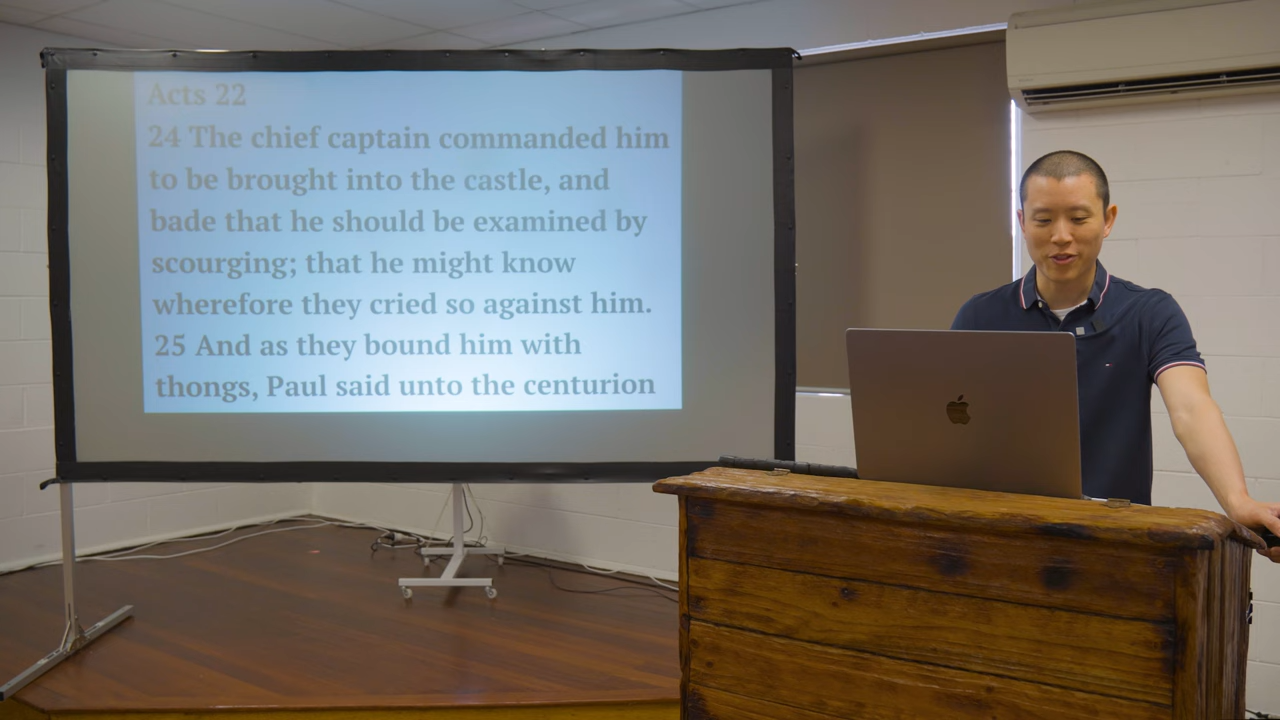 Acts 22
24 The chief captain commanded him
to be brought into the castle, and
bade that he should be examined by
scourging; that he might know
wherefore they cried so against him.
25 And as they bound him with
thongs, Paul said unto the centurion